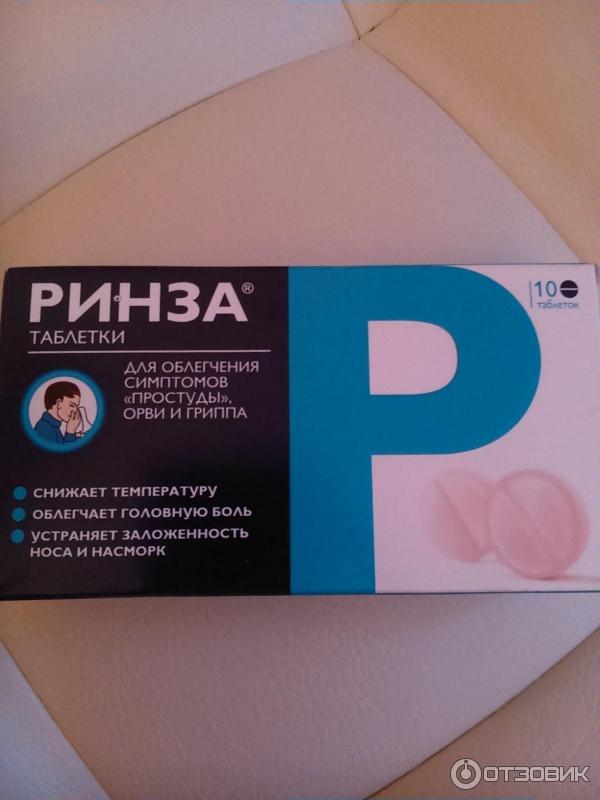 РИНЗА®
ТАБЛЕТКИ
ДЛЯ ОБЛЕГЧЕНИЯ
СИМПТОМОВ
«ПРОСТУДЫ»,
ОРВИ И ГРИППА
СНИЖАЕТ ТЕМПЕРАТУРУ
ОБЛЕГЧАЕТ ГОЛОВНУЮ БОЛЬ
УСТРАНЯЕТ ЗАЛОЖЕННОСТЬ
НОСА И НАСМОРК
Р
10
таблеток
ОТЗОВИК